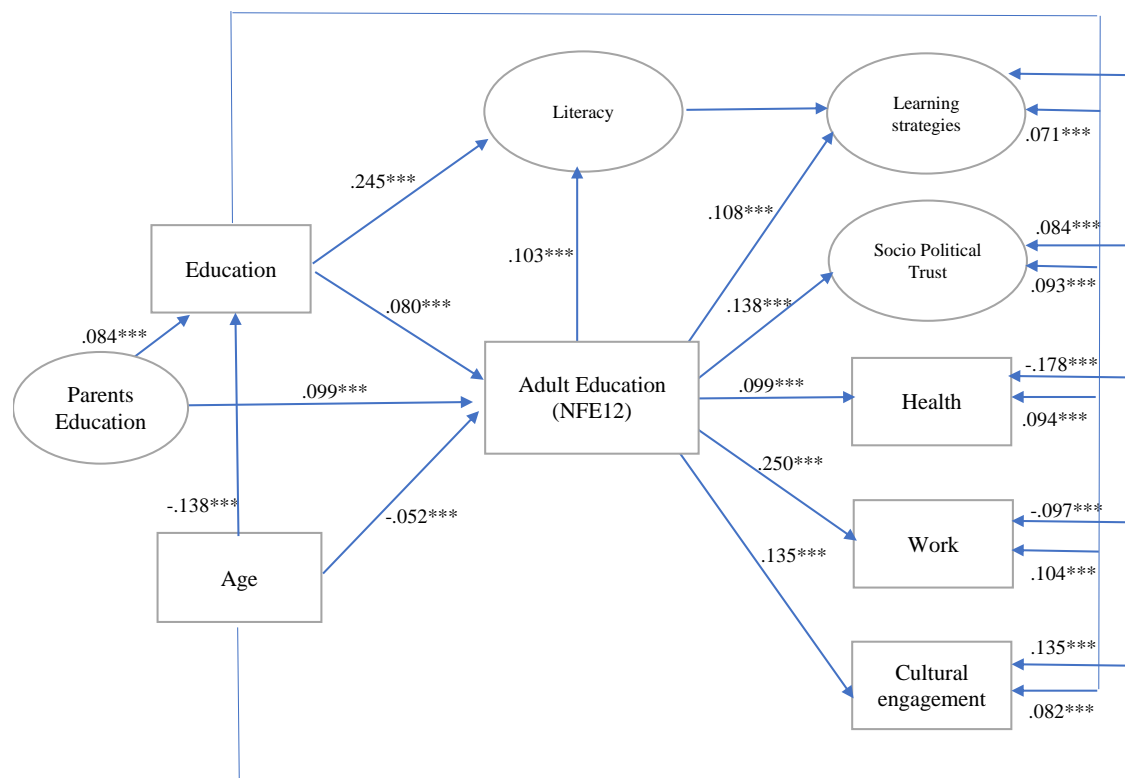 Literacy
Learning
strategies
.071***
.245***
.108***
.084***
Education
.103***
Socio Political
Trust
.093***
.080***
.138***
.084***
-.178***
Parents
Education
.099***
Adult Education
(NFE12)
.099***
Health
.094***
.250***
-.138***
-.052***
-.097***
Work
Age
.135***
.104***
.135***
Cultural
engagement
.082***